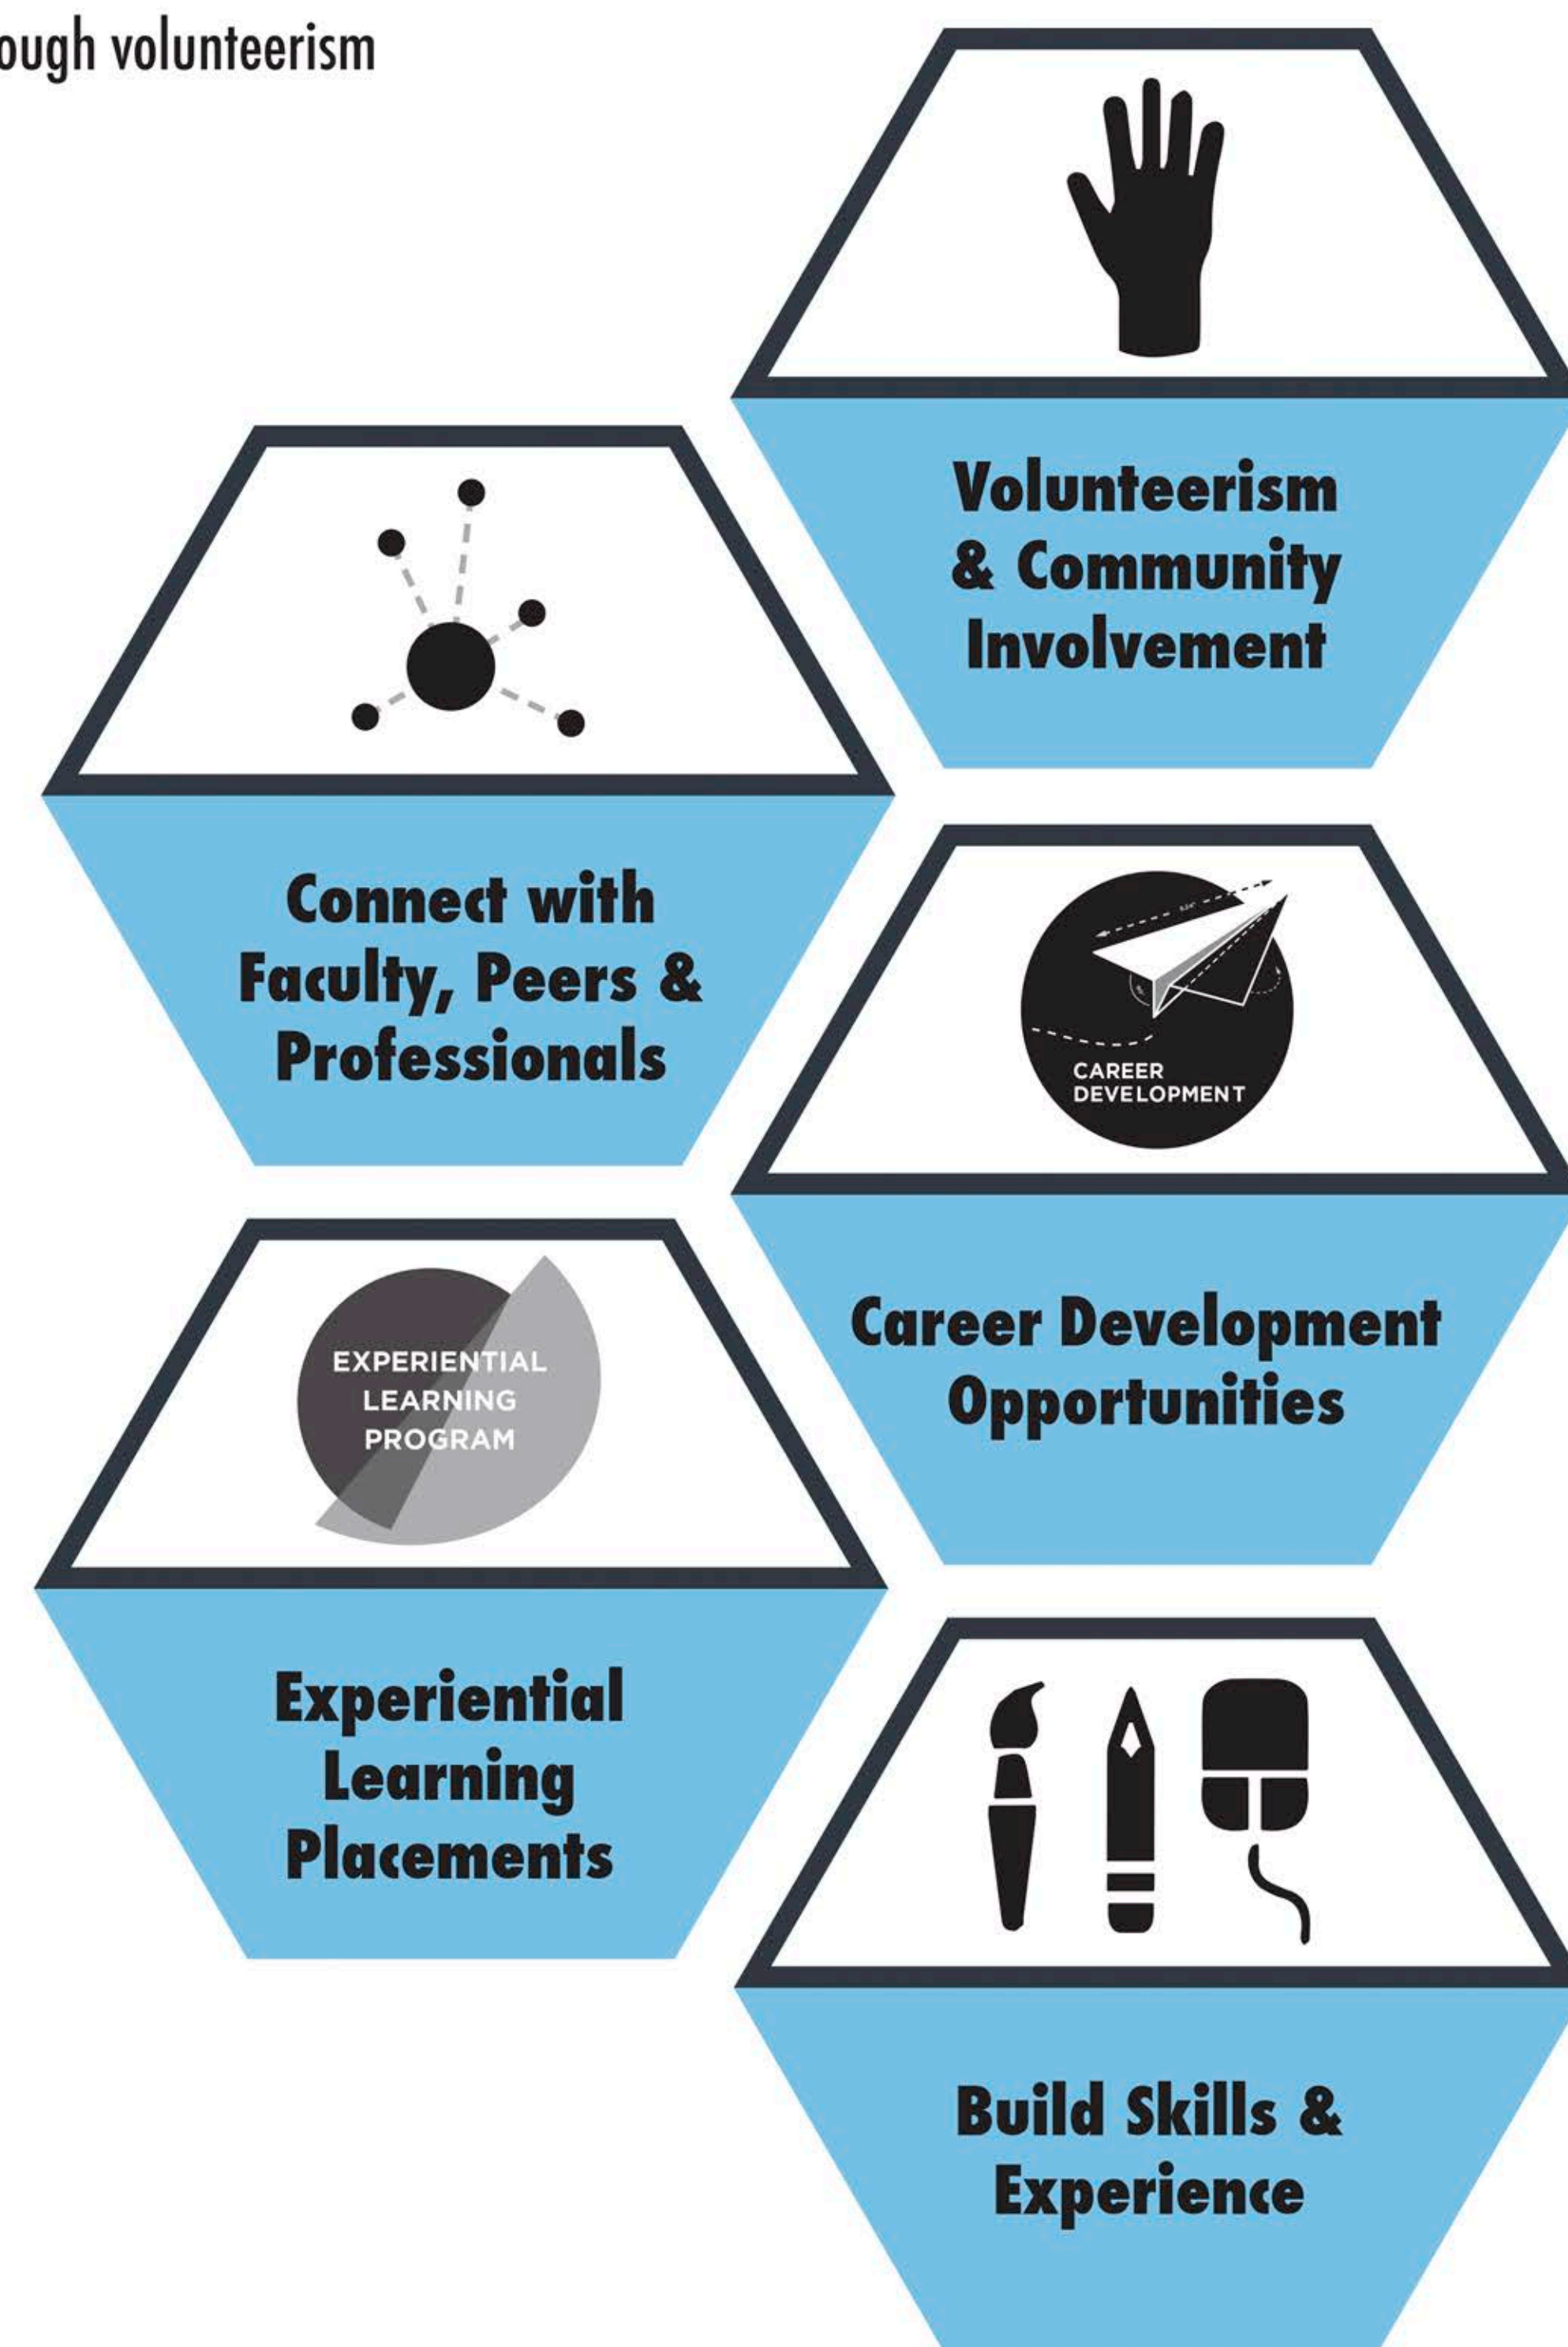 ough volunteerism
Volunteerism
& Community
Involvement
Connect with
Faculty, Peers &
Professionals
CAREER
DEVELOPMENT
Career Development
Opportunities
EXPERIENTIAL
LEARNING
PROGRAM
Experiential
Learning
Placements
Build Skills &
Experience